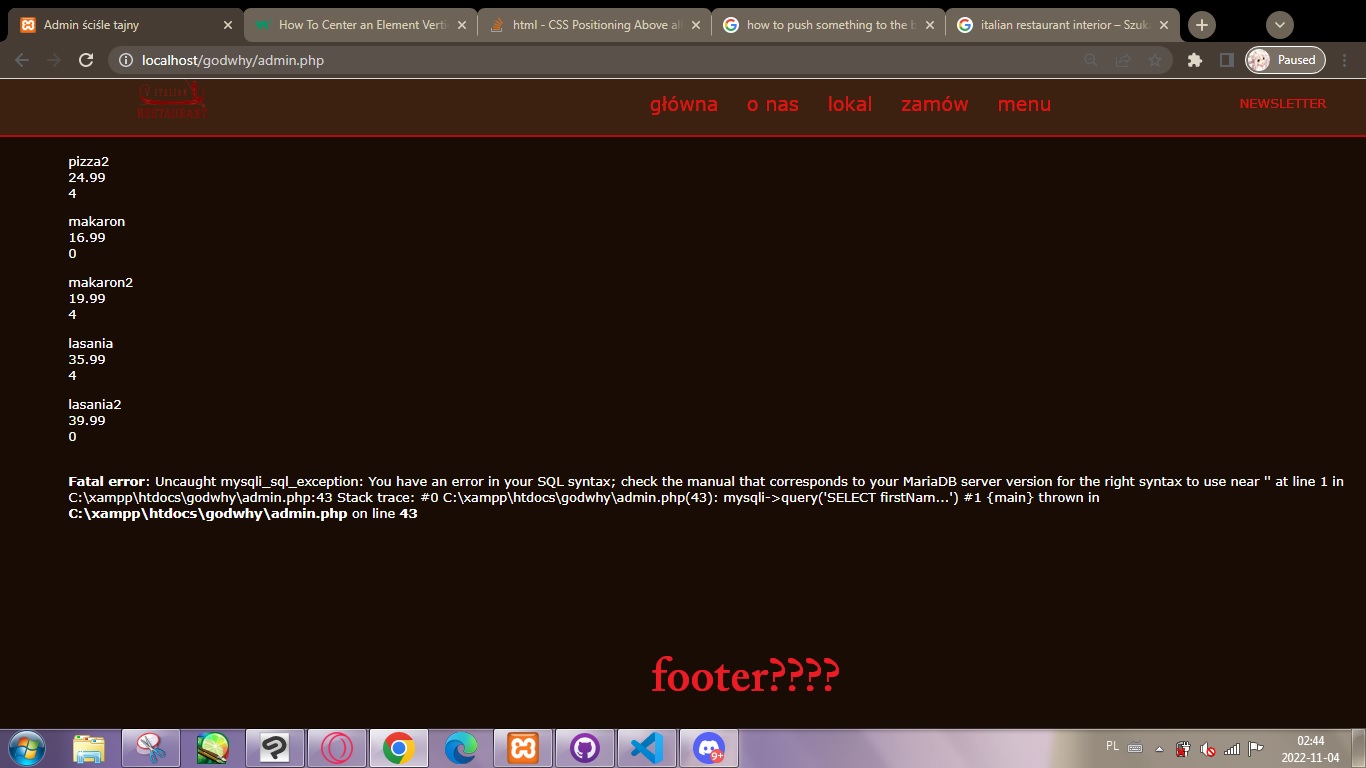 Admin ściśle tajny
How To Center an Element Verti
html - CSS Positioning Above al
how to push something to the b
italian restaurant interior – Szuk
localhost/godwhy/admin.php
Paused
RESTAURANT
główna o nas lokal zamów menu
NEWSLETTER
pizza2
24.99
4
makaron
16.99
0
makaron2
19.99
4
lasania
35.99
4
lasania2
39.99
0
Fatal error: Uncaught mysqli_sql_exception: You have an error in your SQL syntax; check the manual that corresponds to your MariaDB server version for the right syntax to use near '' at line 1 in
C:\xampp\htdocs\godwhy\admin.php:43 Stack trace: #0 C:\xampp\htdocs\godwhy\admin.php(43): mysqli->query('SELECT firstNam...') #1 {main} thrown in
C:\xampp\htdocs\godwhy\admin.php on line 43
footer????
9+
PL
02:44
2022-11-04